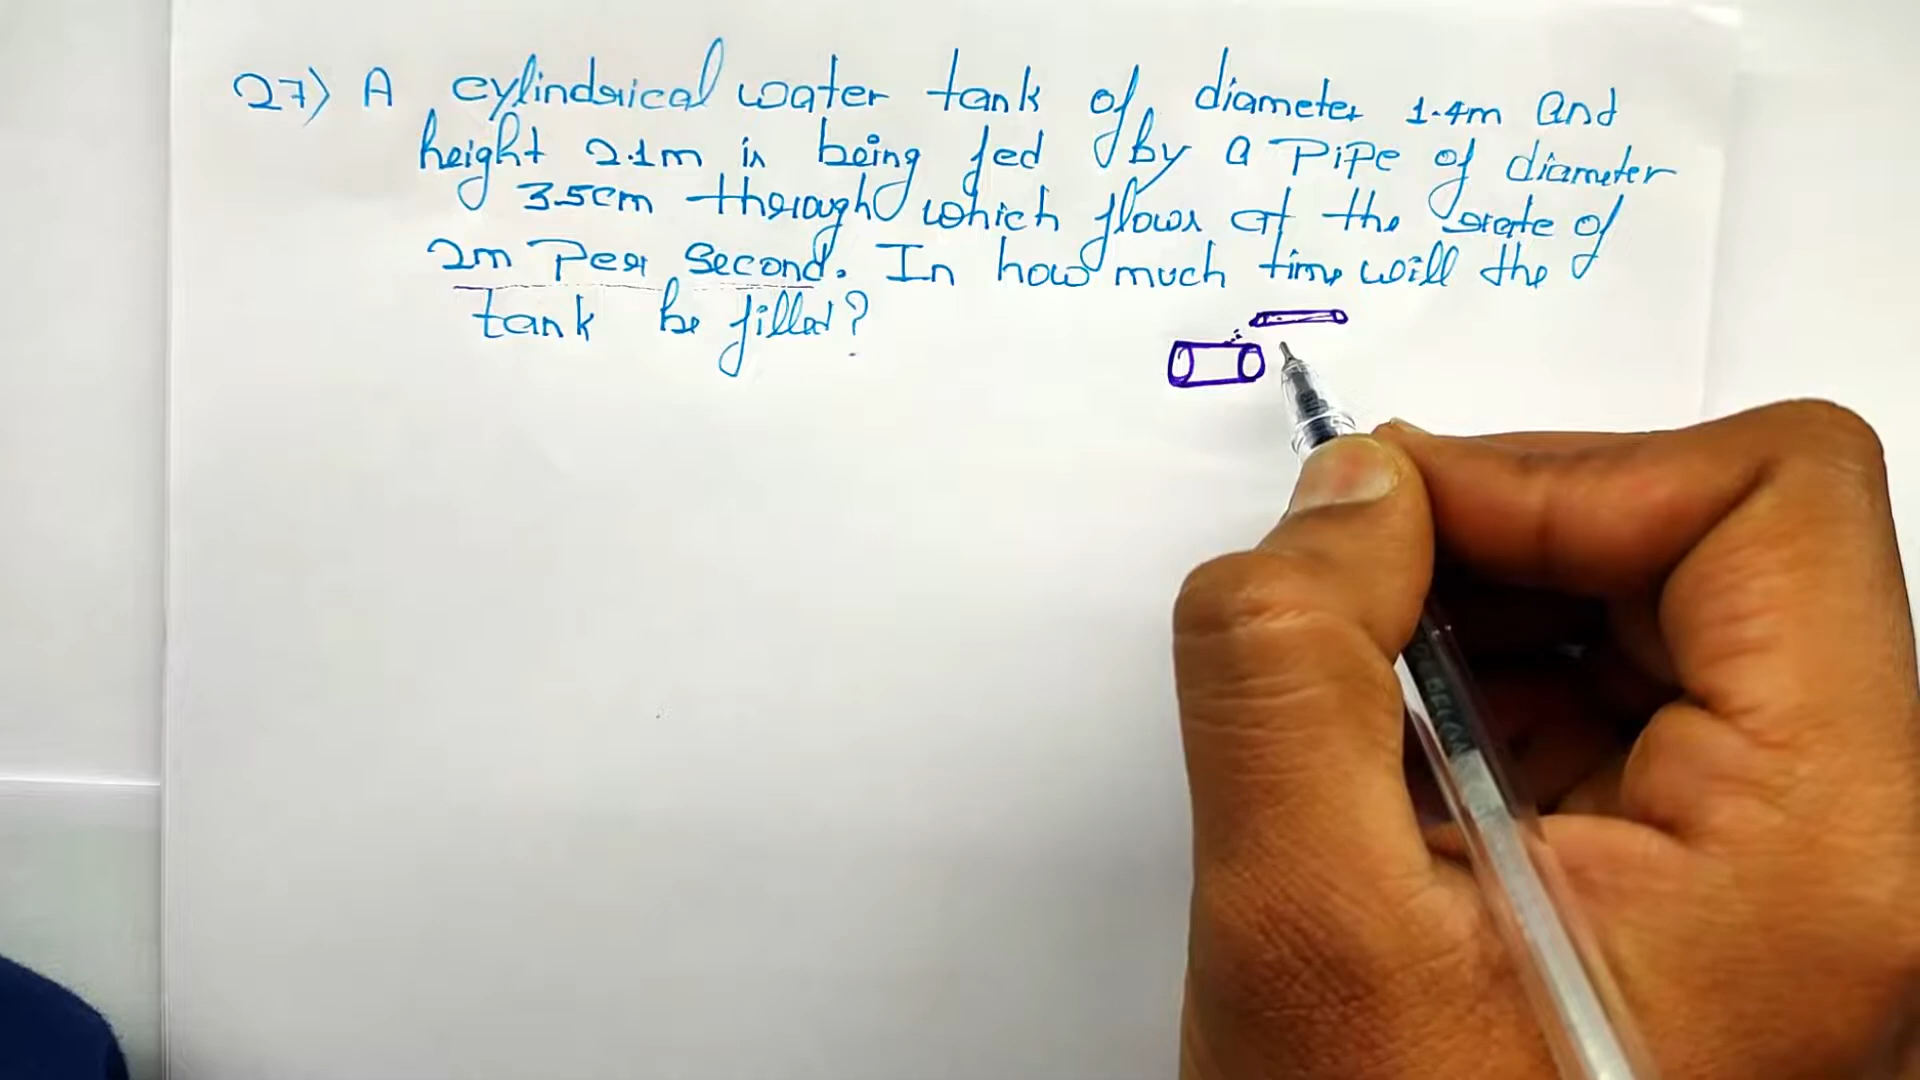 27) A cylindrical water tank of diameter 1.4m and
height 2.1m is being fed by a Pipe of diameter
3.5cm through which flows at the rate of
2m Per second. In how much time will the
tank be filled?